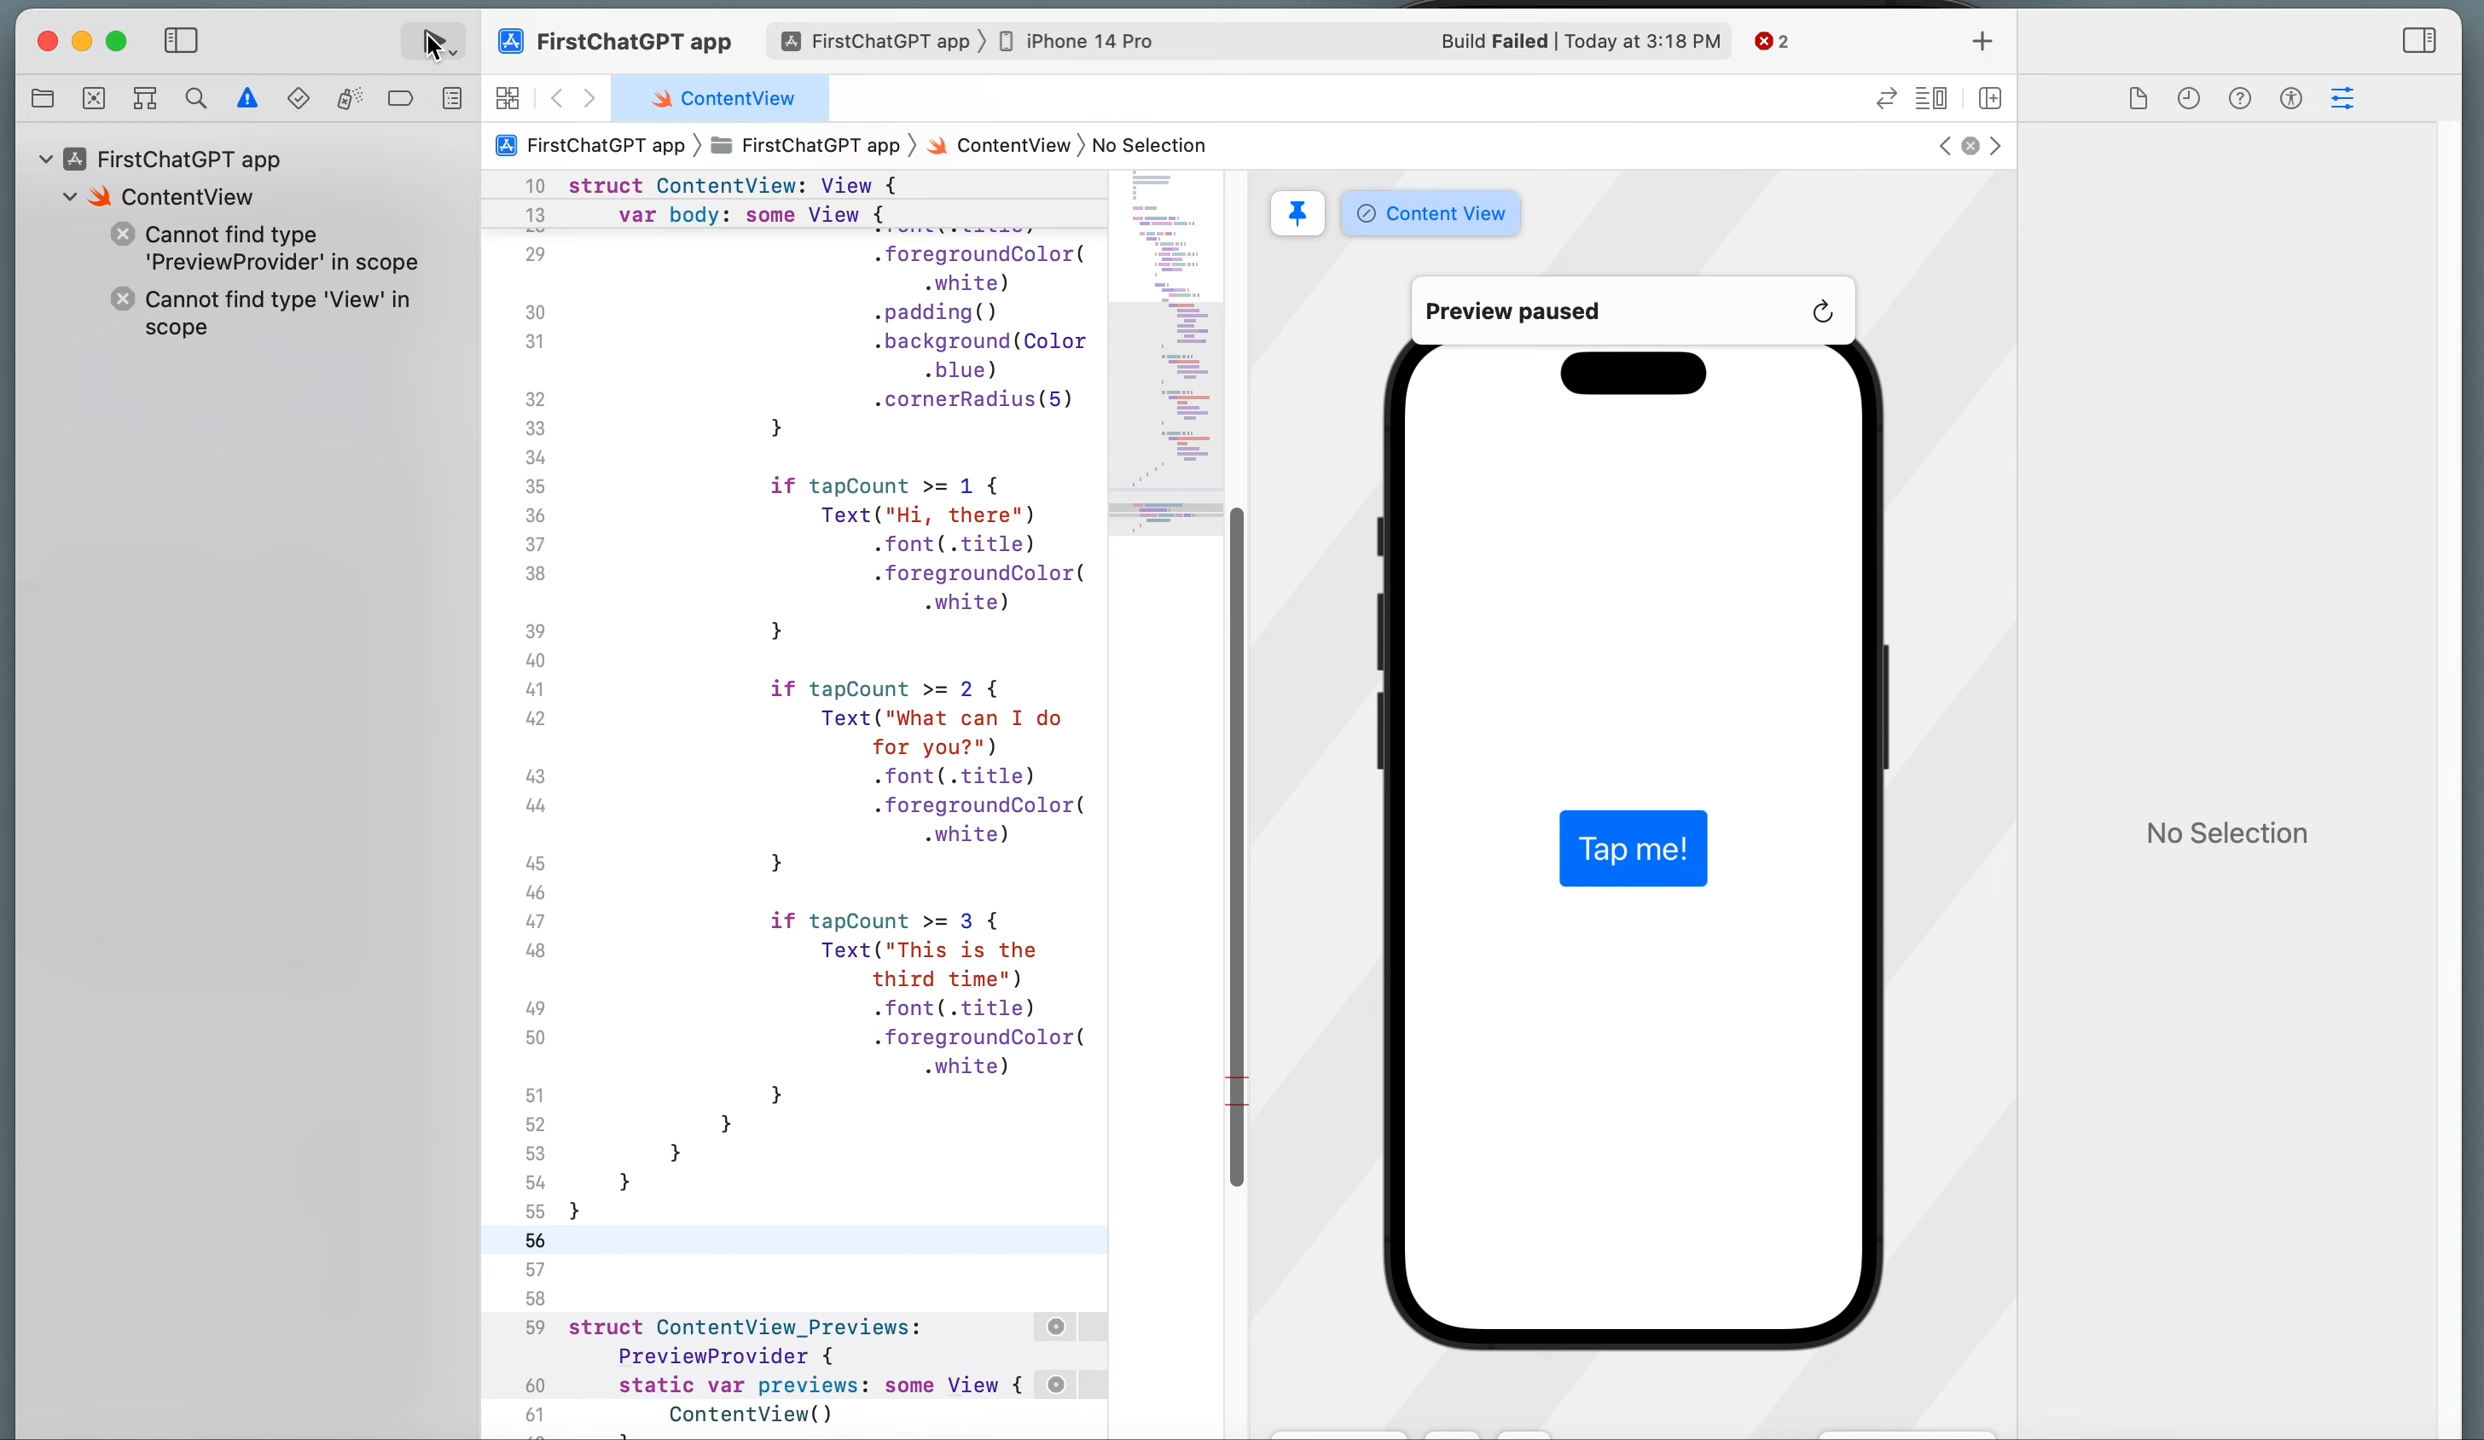 FirstChatGPT app
FirstChatGPT app 〉 iPhone 14 Pro
Build Failed | Today at 3:18 PM
2
ContentView
FirstChatGPT app
ContentView
Cannot find type
'PreviewProvider' in scope
Cannot find type 'View' in
scope
FirstChatGPT app 〉 FirstChatGPT app 〉 ContentView 〉 No Selection
10 struct ContentView: View {
13 var body: some View {
29 .foregroundColor(
.white)
30 .padding()
31 .background(Color
.blue)
32 .cornerRadius(5)
33 }
34
35 if tapCount >= 1 {
36 Text("Hi, there")
37 .font(.title)
38 .foregroundColor(
.white)
39 }
40
41 if tapCount >= 2 {
42 Text("What can I do
for you?")
43 .font(.title)
44 .foregroundColor(
.white)
45 }
46
47 if tapCount >= 3 {
48 Text("This is the
third time")
49 .font(.title)
50 .foregroundColor(
.white)
51 }
52 }
53 }
54 }
55 }
56
57
58
59 struct ContentView_Previews:
PreviewProvider {
60 static var previews: some View {
61 ContentView()
Content View
Preview paused
Tap me!
No Selection